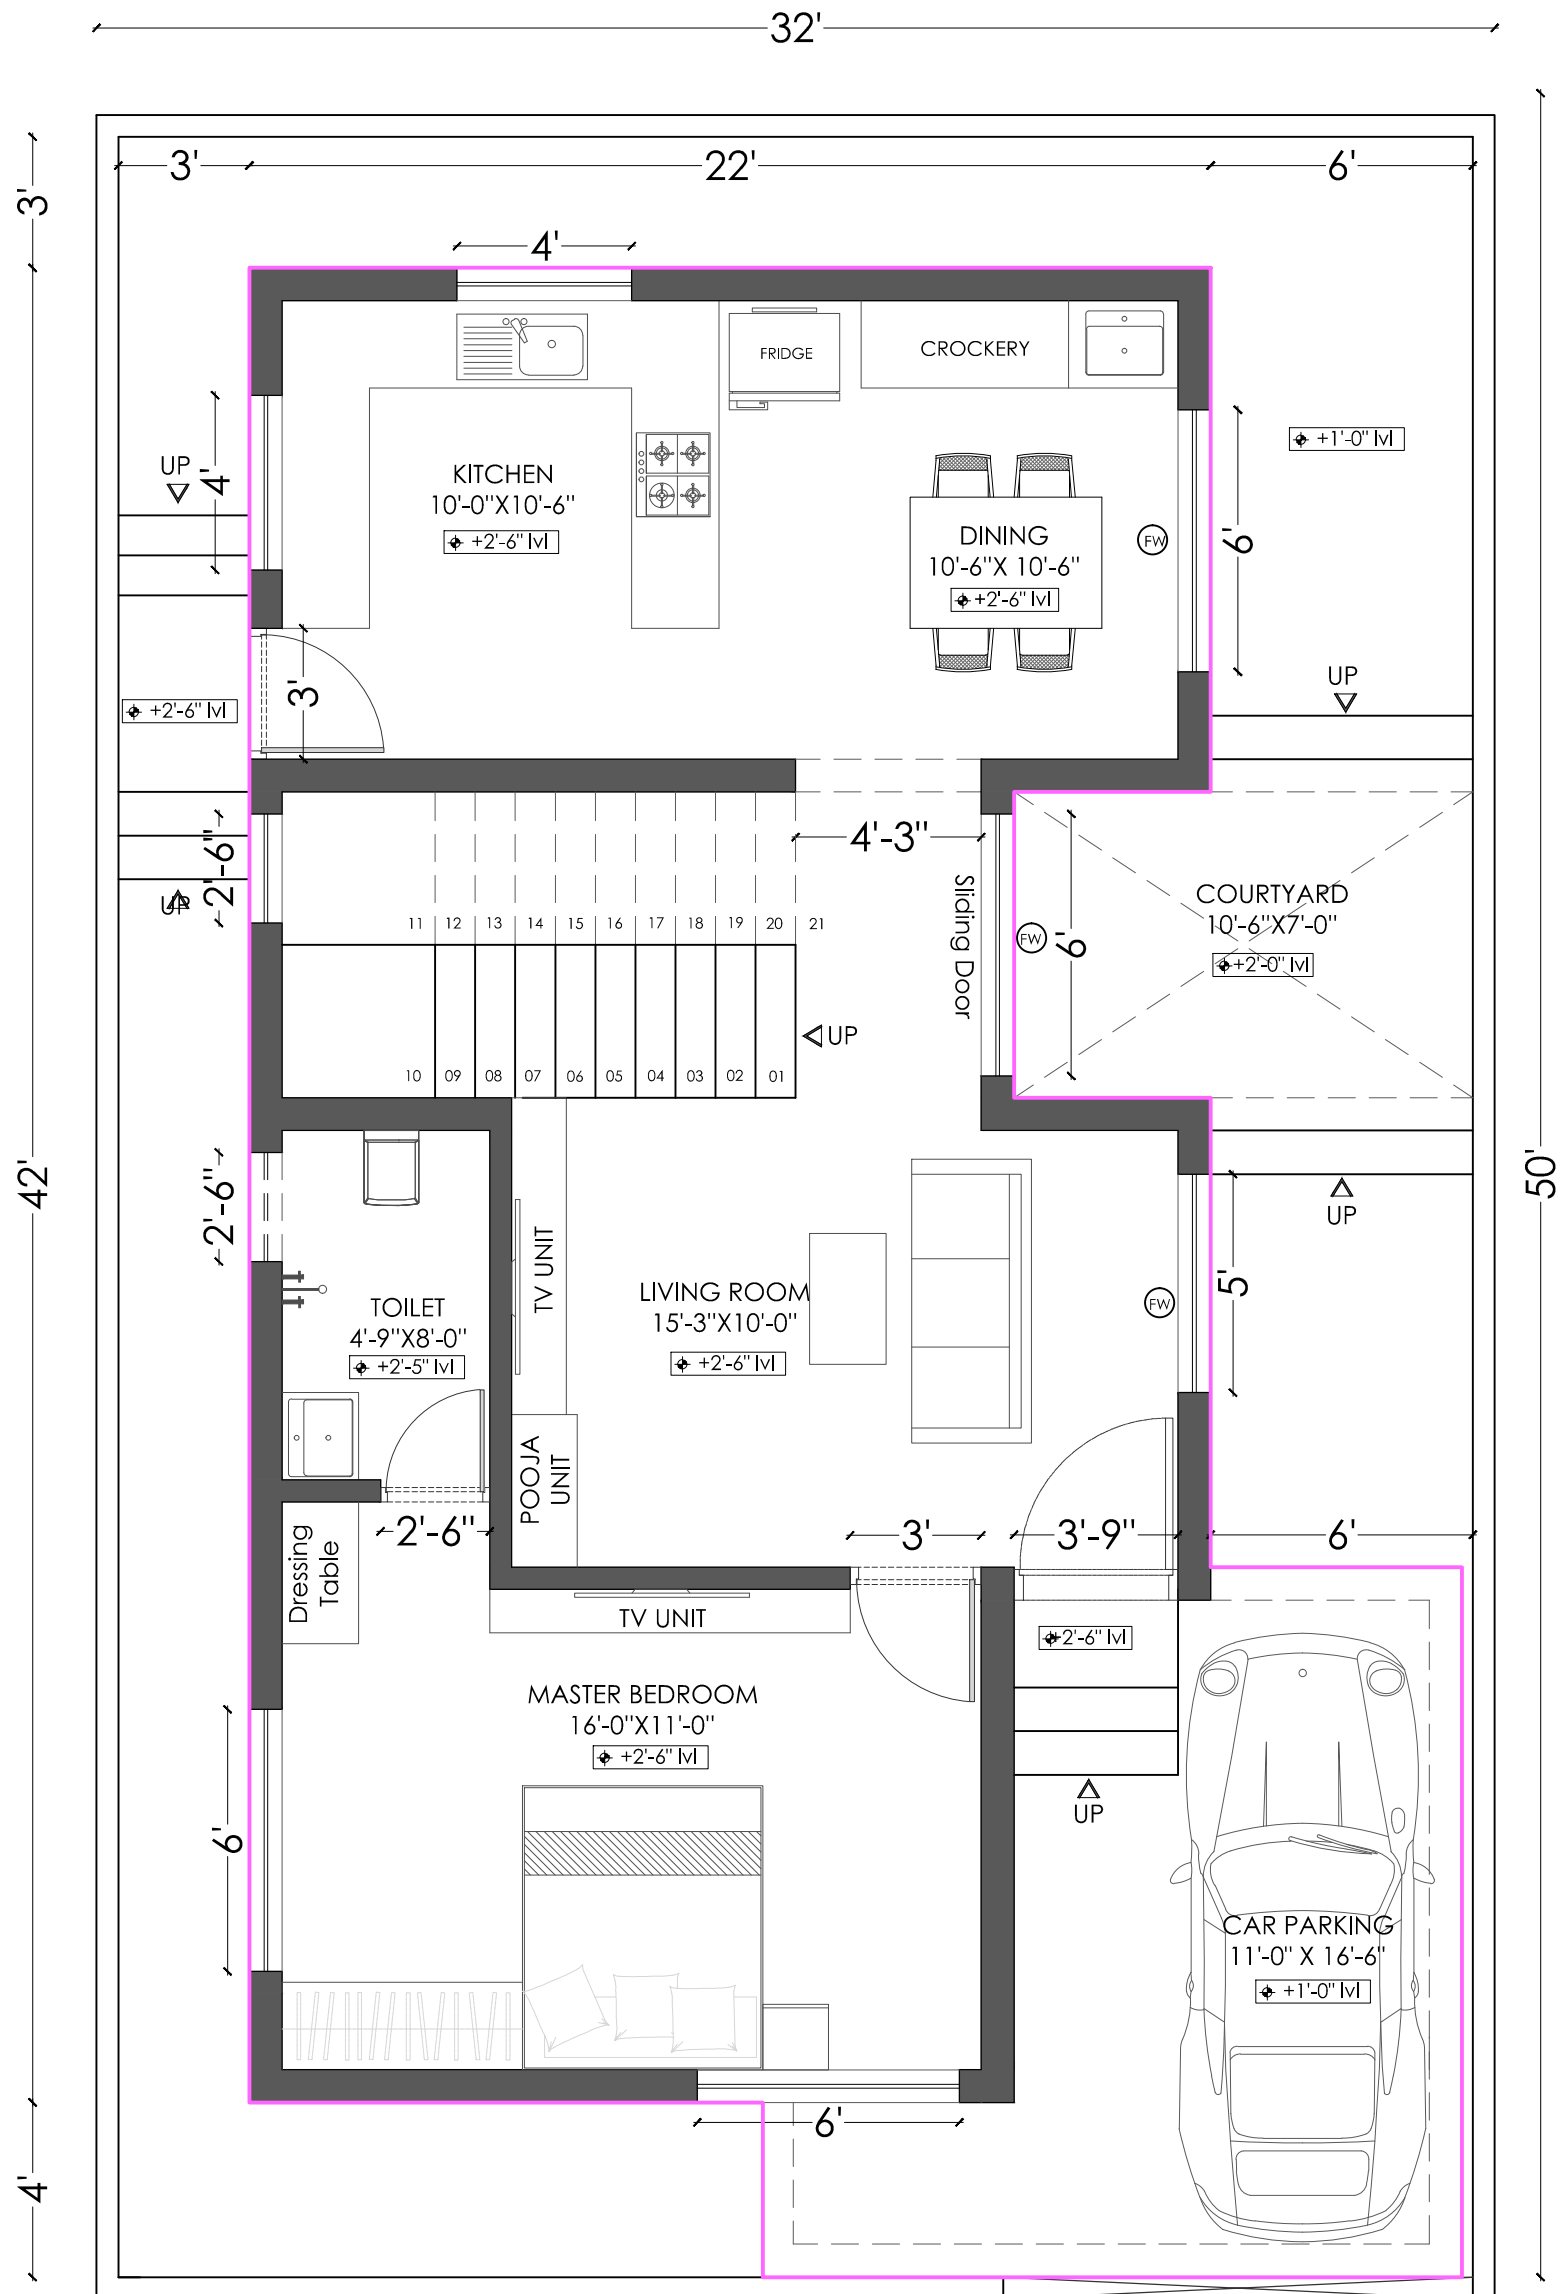 32'
3'
22'
6'
3'
4'
FRIDGE
CROCKERY
+1'-0" lvl
UP
4'
KITCHEN
10'-0"X10'-6"
+2'-6" lvl
DINING
10'-6"X 10'-6"
+2'-6" lvl
FW
6'
UP
3'
+2'-6" lvl
2'-6"
UP
4'-3"
Sliding Door
FW
6'
COURTYARD
10'-6"X7'-0"
+2'-0" lvl
11
12
13
14
15
16
17
18
19
20
21
UP
10
09
08
07
06
05
04
03
02
01
42'
50'
2'-6"
UP
TV UNIT
TOILET
4'-9"X8'-0"
+2'-5" lvl
LIVING ROOM
15'-3"X10'-0"
+2'-6" lvl
FW
5'
POOJA
UNIT
2'-6"
3'
3'-9"
6'
Dressing
Table
TV UNIT
+2'-6" lvl
MASTER BEDROOM
16'-0"X11'-0"
+2'-6" lvl
UP
6'
CAR PARKING
11'-0" X 16'-6"
+1'-0" lvl
6'
4'